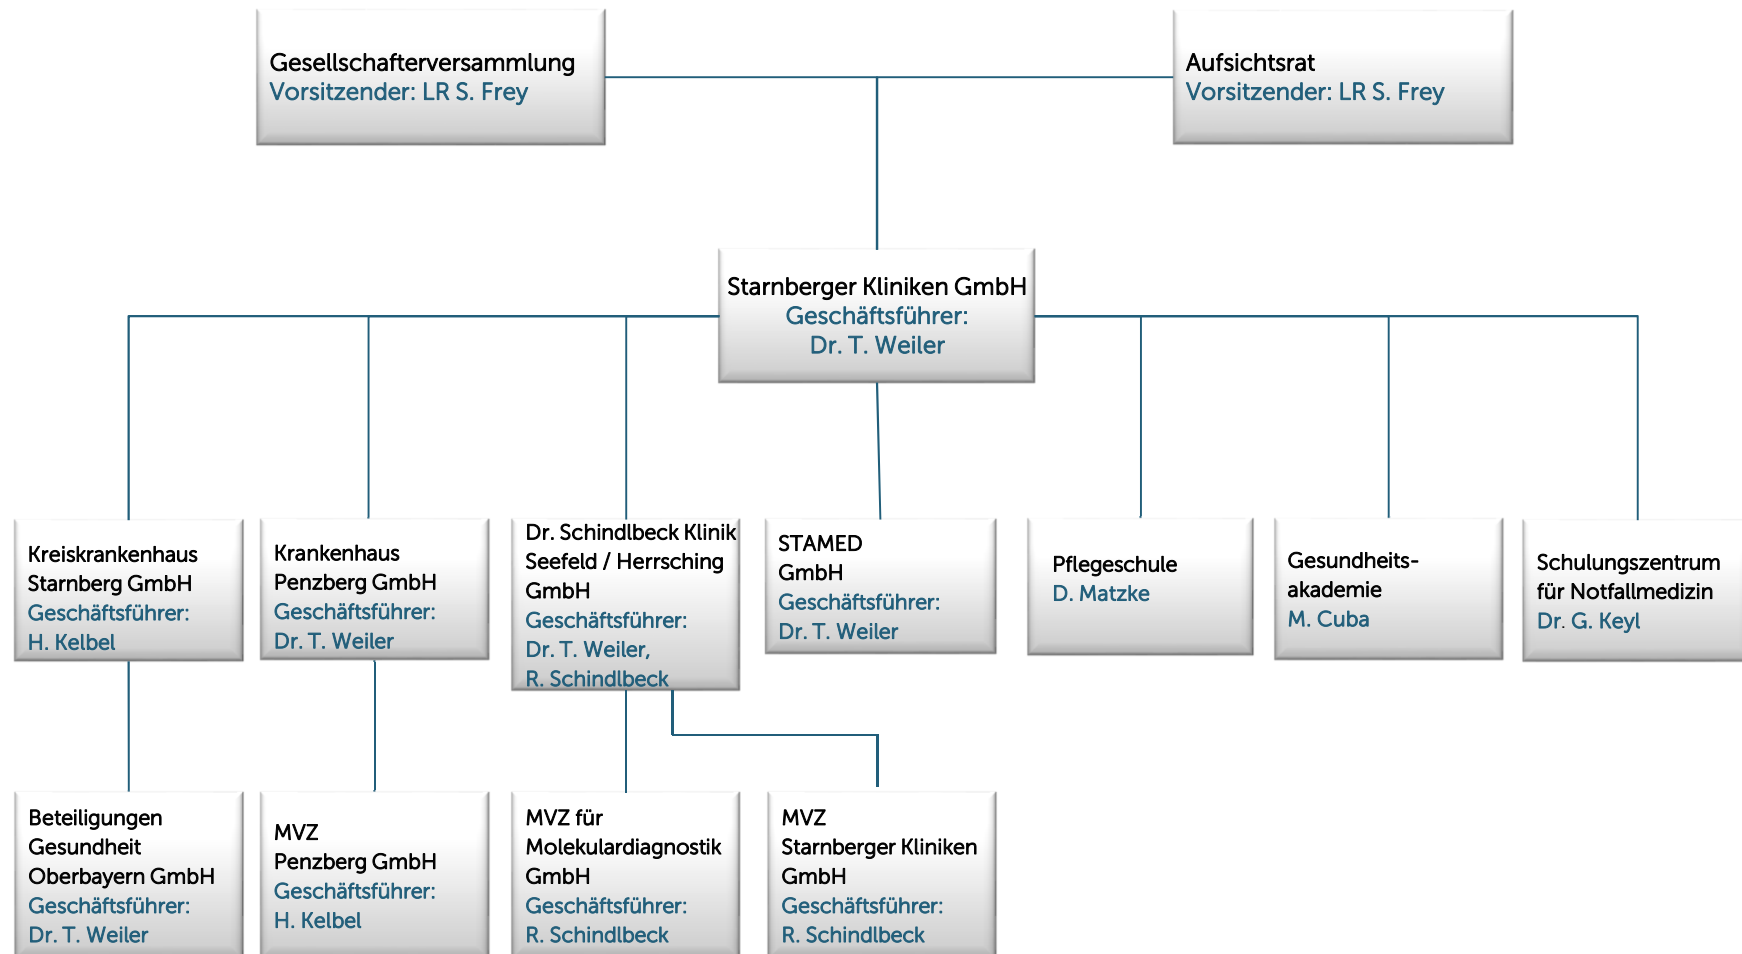 Gesellschafterversammlung
Vorsitzender: LR S. Frey
Aufsichtsrat
Vorsitzender: LR S. Frey
Starnberger Kliniken GmbH
Geschäftsführer:
Dr. T. Weiler
Kreiskrankenhaus
Starnberg GmbH
Geschäftsführer:
H. Kelbel
Krankenhaus
Penzberg GmbH
Geschäftsführer:
Dr. T. Weiler
Dr. Schindlbeck Klinik
Seefeld / Herrsching
GmbH
Geschäftsführer:
Dr. T. Weiler,
R. Schindlbeck
STAMED
GmbH
Geschäftsführer:
Dr. T. Weiler
Pflegeschule
D. Matzke
Gesundheits-
akademie
M. Cuba
Schulungszentrum
für Notfallmedizin
Dr. G. Keyl
Beteiligungen
Gesundheit
Oberbayern GmbH
Geschäftsführer:
Dr. T. Weiler
MVZ
Penzberg GmbH
Geschäftsführer:
H. Kelbel
MVZ für
Molekulardiagnostik
GmbH
Geschäftsführer:
R. Schindlbeck
MVZ
Starnberger Kliniken
GmbH
Geschäftsführer:
R. Schindlbeck